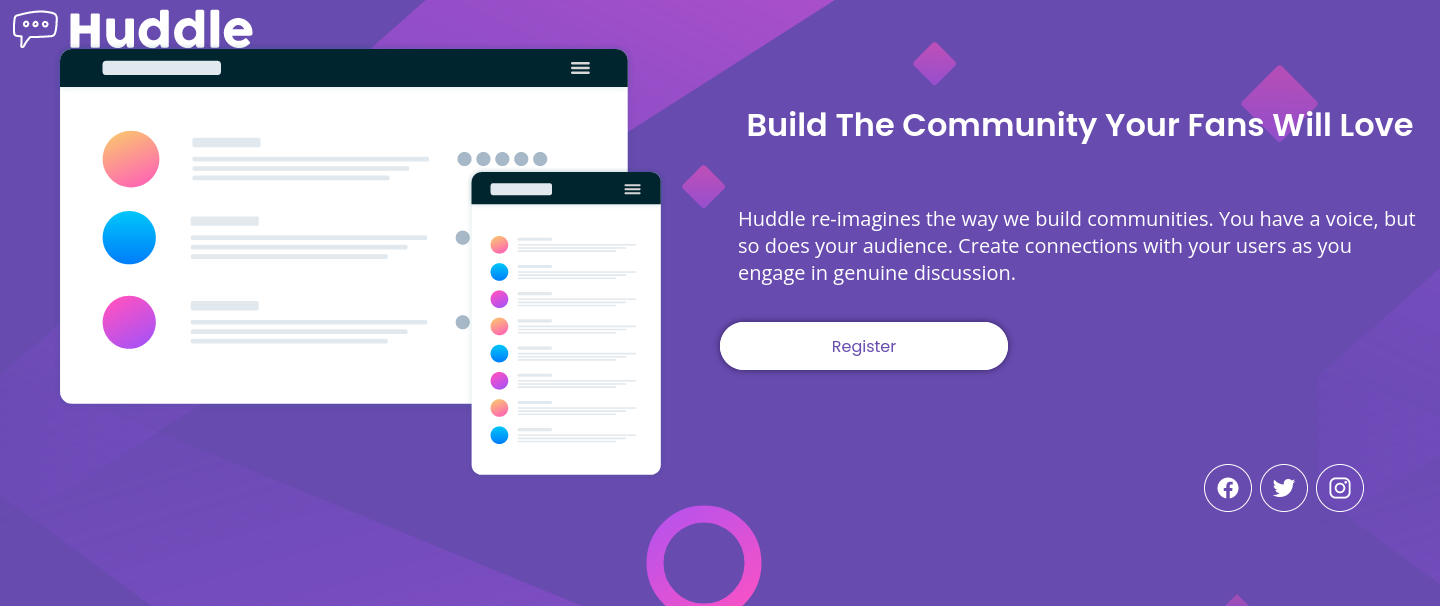 Huddle
Build The Community Your Fans Will Love
Huddle re-imagines the way we build communities. You have a voice, but
so does your audience. Create connections with your users as you
engage in genuine discussion.
Register